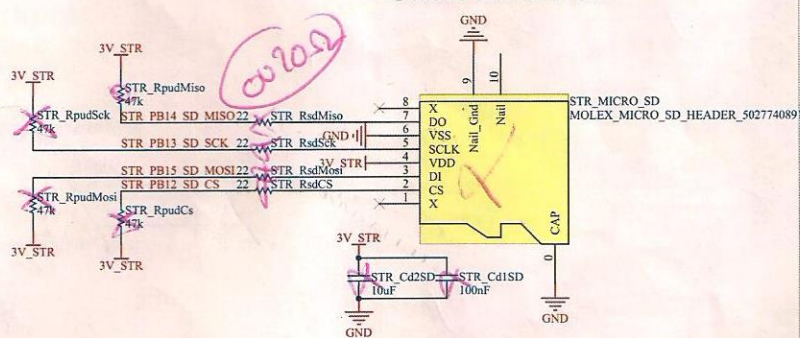 GND
3V_STR
3V_STR
STR_RpudMiso
47k
STR_RpudSck
47k
9
10
Nail_Gnd
Nail
STR_MICRO_SD
MOLEX_MICRO_SD_HEADER_502774089
STR_PB14_SD_MISO 22 STR_RsdMiso
STR_PB13_SD_SCK 22 STR_RsdSck
GND
3V_STR
STR_PB15_SD_MOSI 22 STR_RsdMosi
STR_PB12_SD_CS 22 STR_RsdCS
8 X
7 DO
6 VSS
5 SCLK
4 VDD
3 DI
2 CS
1 X
STR_RpudMosi
47k
STR_RpudCs
47k
3V_STR
3V_STR
CAP
0
3V_STR
STR_Cd2SD
10uF
STR_Cd1SD
100nF
GND
GND